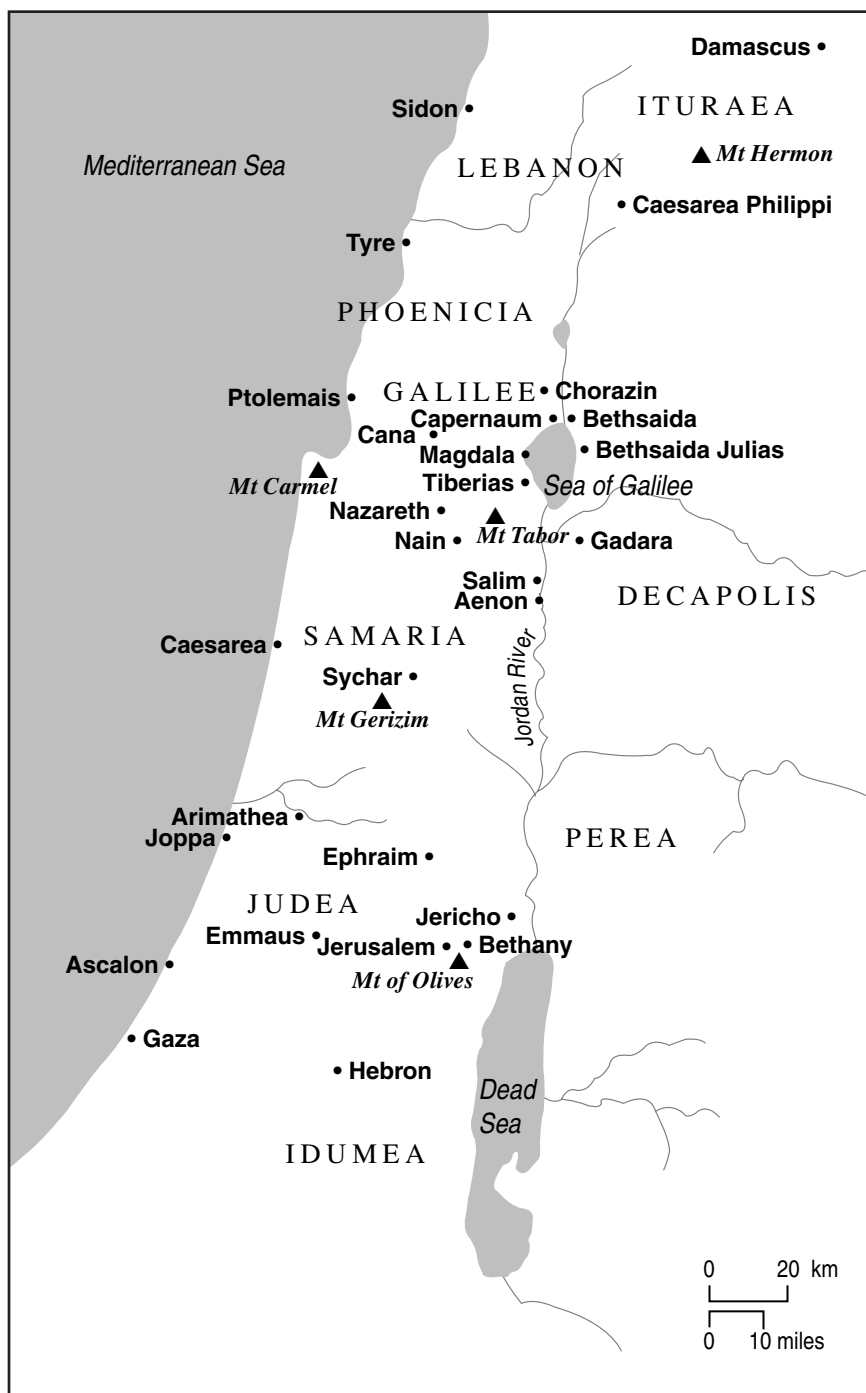 Damascus
Sidon
ITURAEA
Mediterranean Sea
LEBANON
Mt Hermon
Caesarea Philippi
Tyre
PHOENICIA
GALILEE
Chorazin
Ptolemais
Capernaum
Bethsaida
Cana
Magdala
Bethsaida Julias
Mt Carmel
Tiberias
Sea of Galilee
Nazareth
Mt Tabor
Nain
Gadara
Salim
DECAPOLIS
Aenon
Caesarea
SAMARIA
Jordan River
Sychar
Mt Gerizim
Arimathea
Joppa
PEREA
Ephraim
JUDEA
Jericho
Emmaus
Jerusalem
Bethany
Ascalon
Mt of Olives
Gaza
Hebron
Dead
Sea
IDUMEA
0 20 km
0 10 miles